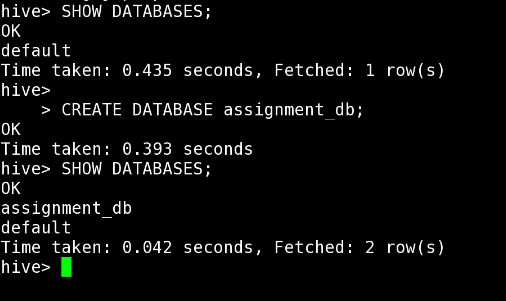 hive> SHOW DATABASES;
OK
default
Time taken: 0.435 seconds, Fetched: 1 row(s)
hive>
    > CREATE DATABASE assignment_db;
OK
Time taken: 0.393 seconds
hive> SHOW DATABASES;
OK
assignment_db
default
Time taken: 0.042 seconds, Fetched: 2 row(s)
hive>